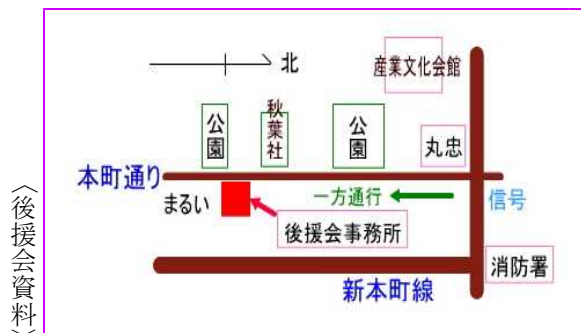 北
産業文化会館
公園
秋葉社
公園
丸忠
本町通り
まるい
一方通行
信号
後援会事務所
消防署
新本町線
〈後援会資料〉